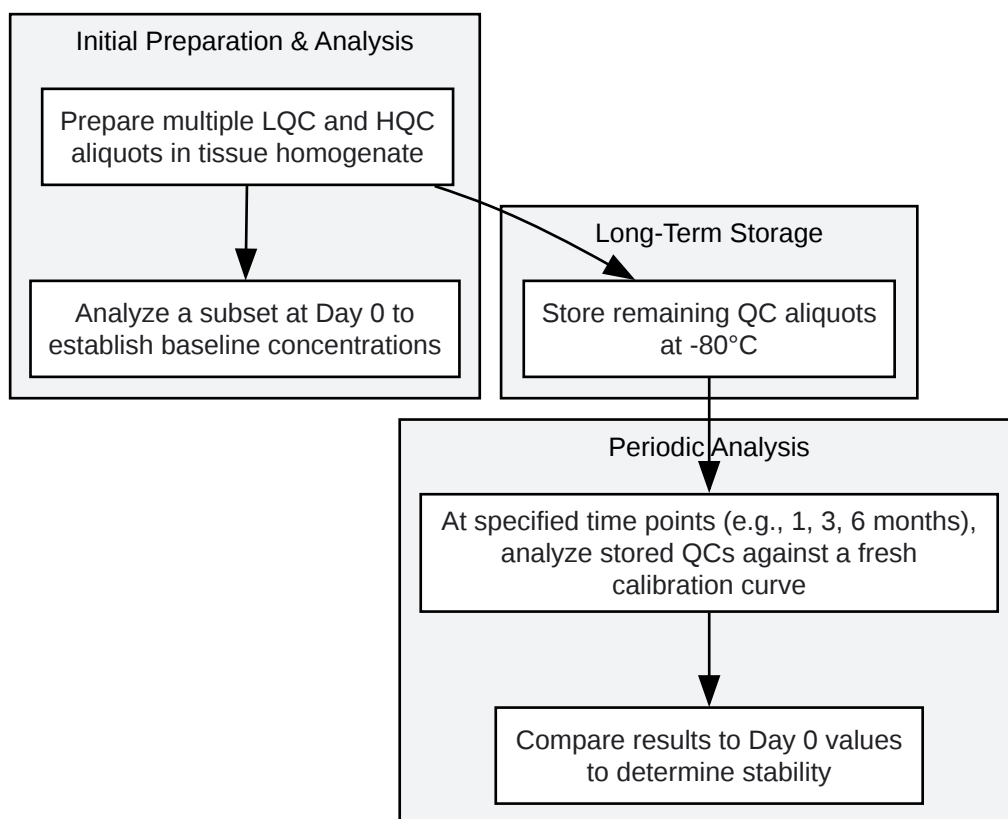 Initial Preparation & Analysis
Prepare multiple LQC and HQC
aliquots in tissue homogenate
Analyze a subset at Day 0 to
establish baseline concentrations
Long-Term Storage
Store remaining QC aliquots
at -80°C
Periodic Analysis
At specified time points (e.g., 1, 3, 6 months),
analyze stored QCs against a fresh
calibration curve
Compare results to Day 0 values
to determine stability